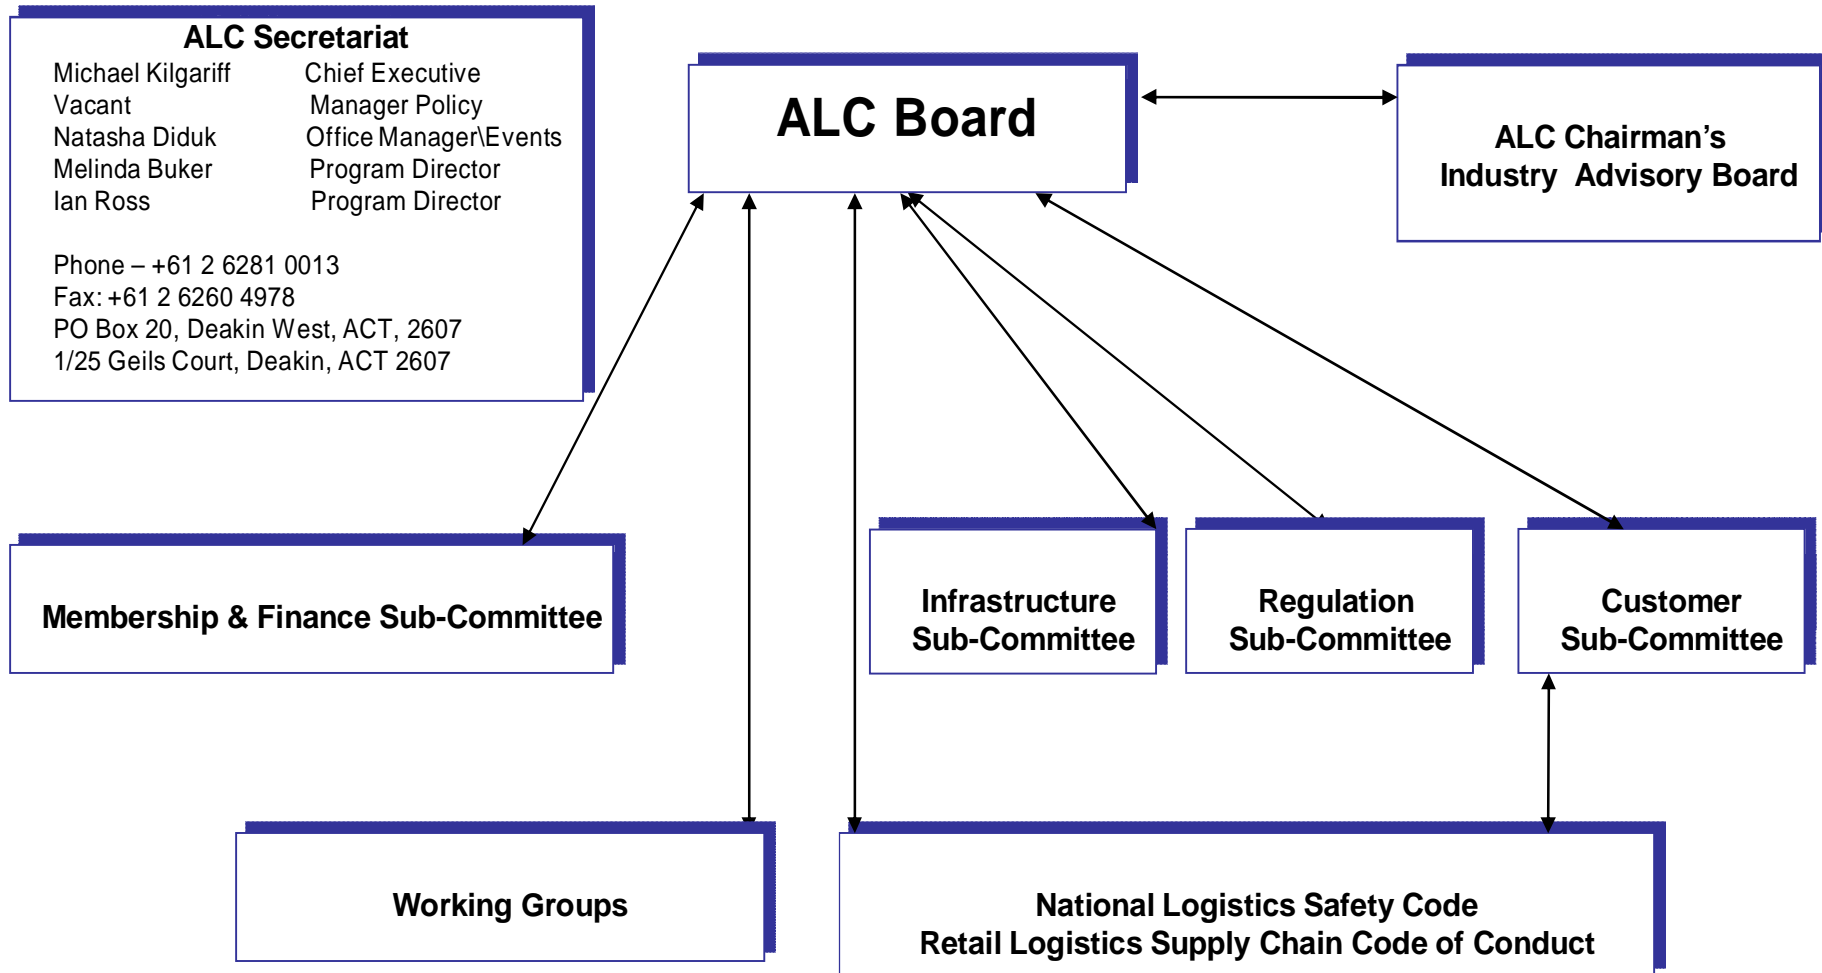 ALC Secretariat
Michael Kilgariff Chief Executive
Vacant Manager Policy
Natasha Diduk Office Manager\Events
Melinda Buker Program Director
Ian Ross Program Director
Phone – +61 2 6281 0013
Fax: +61 2 6260 4978
PO Box 20, Deakin West, ACT, 2607
1/25 Geils Court, Deakin, ACT 2607
ALC Board
ALC Chairman’s
Industry Advisory Board
Membership & Finance Sub-Committee
Infrastructure
Sub-Committee
Regulation
Sub-Committee
Customer
Sub-Committee
Working Groups
National Logistics Safety Code
Retail Logistics Supply Chain Code of Conduct